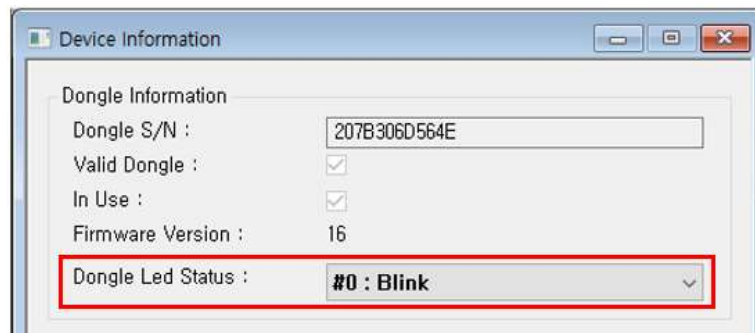 Device Information
Dongle Information
Dongle S/N : 207B306D564E
Valid Dongle :
In Use :
Firmware Version : 16
Dongle Led Status : #0 : Blink